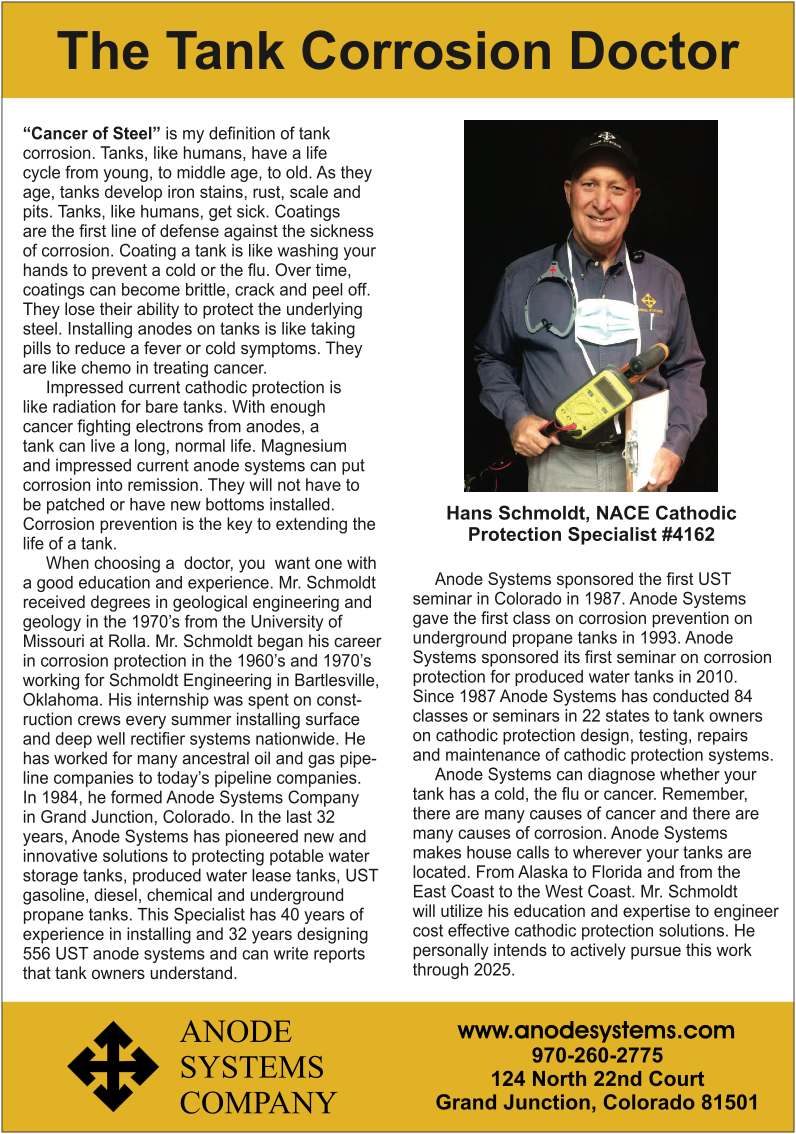 The Tank Corrosion Doctor
“Cancer of Steel” is my definition of tank
corrosion. Tanks, like humans, have a life
cycle from young, to middle age, to old. As they
age, tanks develop iron stains, rust, scale and
pits. Tanks, like humans, get sick. Coatings
are the first line of defense against the sickness
of corrosion. Coating a tank is like washing your
hands to prevent a cold or the flu. Over time,
coatings can become brittle, crack and peel off.
They lose their ability to protect the underlying
steel. Installing anodes on tanks is like taking
pills to reduce a fever or cold symptoms. They
are like chemo in treating cancer.
Impressed current cathodic protection is
like radiation for bare tanks. With enough
cancer fighting electrons from anodes, a
tank can live a long, normal life. Magnesium
and impressed current anode systems can put
corrosion into remission. They will not have to
be patched or have new bottoms installed.
Corrosion prevention is the key to extending the
life of a tank.
When choosing a doctor, you want one with
a good education and experience. Mr. Schmoldt
received degrees in geological engineering and
geology in the 1970’s from the University of
Missouri at Rolla. Mr. Schmoldt began his career
in corrosion protection in the 1960’s and 1970’s
working for Schmoldt Engineering in Bartlesville,
Oklahoma. His internship was spent on const-
ruction crews every summer installing surface
and deep well rectifier systems nationwide. He
has worked for many ancestral oil and gas pipe-
line companies to today’s pipeline companies.
In 1984, he formed Anode Systems Company
in Grand Junction, Colorado. In the last 32
years, Anode Systems has pioneered new and
innovative solutions to protecting potable water
storage tanks, produced water lease tanks, UST
gasoline, diesel, chemical and underground
propane tanks. This Specialist has 40 years of
experience in installing and 32 years designing
556 UST anode systems and can write reports
that tank owners understand.
Hans Schmoldt, NACE Cathodic
Protection Specialist #4162
Anode Systems sponsored the first UST
seminar in Colorado in 1987. Anode Systems
gave the first class on corrosion prevention on
underground propane tanks in 1993. Anode
Systems sponsored its first seminar on corrosion
protection for produced water tanks in 2010.
Since 1987 Anode Systems has conducted 84
classes or seminars in 22 states to tank owners
on cathodic protection design, testing, repairs
and maintenance of cathodic protection systems.
Anode Systems can diagnose whether your
tank has a cold, the flu or cancer. Remember,
there are many causes of cancer and there are
many causes of corrosion. Anode Systems
makes house calls to wherever your tanks are
located. From Alaska to Florida and from the
East Coast to the West Coast. Mr. Schmoldt
will utilize his education and expertise to engineer
cost effective cathodic protection solutions. He
personally intends to actively pursue this work
through 2025.
ANODE
SYSTEMS
COMPANY
www.anodesystems.com
970-260-2775
124 North 22nd Court
Grand Junction, Colorado 81501